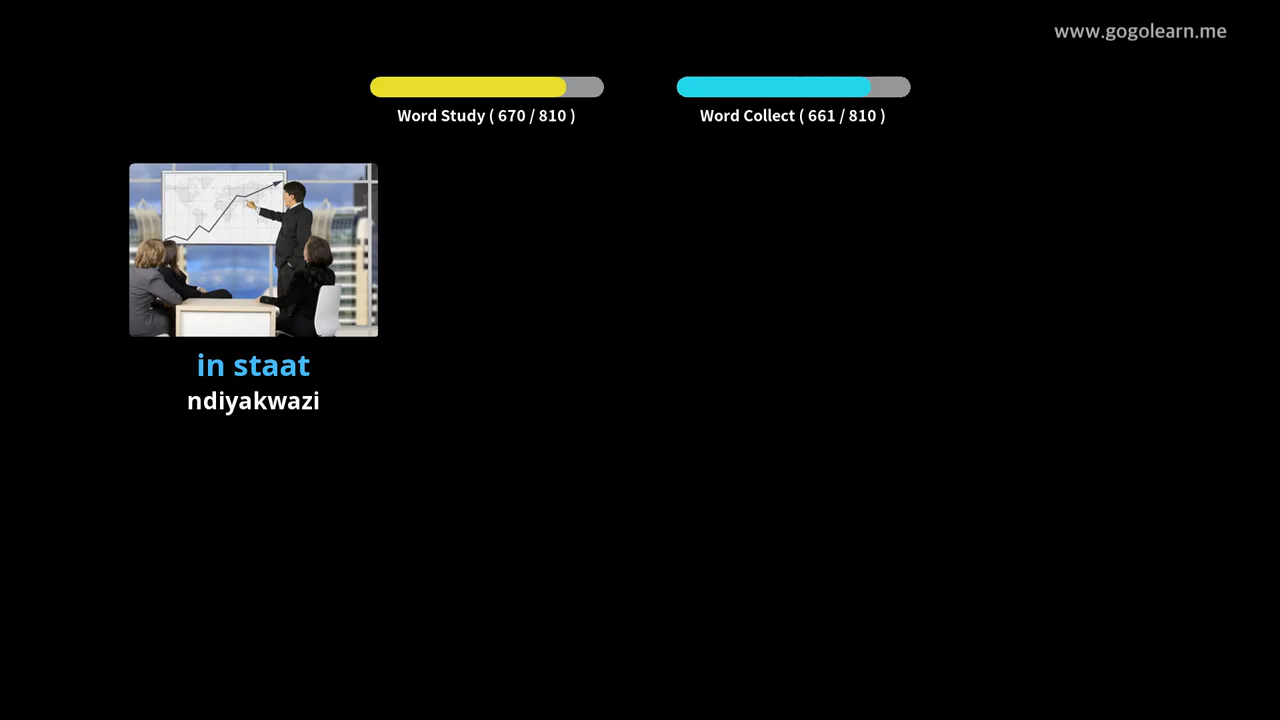 www.gogolearn.me
Word Study ( 670 / 810 )
Word Collect ( 661 / 810 )
in staat
ndiyakwazi